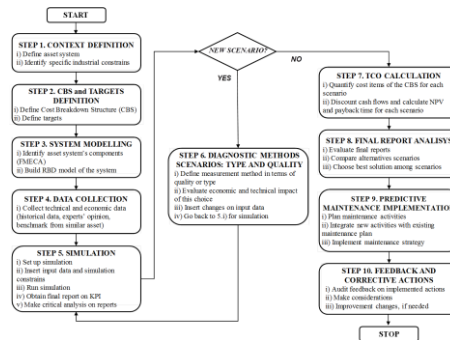 START
STEP 1. CONTEXT DEFINITION
i) Define asset system
ii) Identify specific industrial constrains
STEP 2. CBS and TARGETS
DEFINITION
i) Define Cost Breakdown Structure (CBS)
ii) Define targets
STEP 3. SYSTEM MODELLING
i) Identify asset system's components
(FMECA)
ii) Build RBD model of the system
STEP 4. DATA COLLECTION
i) Collect technical and economic data
(historical data, experts' opinion,
benchmark from similar asset)
STEP 5. SIMULATION
i) Set up simulation
ii) Insert input data and simulation
constrains
iii) Run simulation
iv) Obtain final report on KPI
v) Make critical analysis on reports
NEW SCENARIO?
YES
NO
STEP 6. DIAGNOSTIC METHODS
SCENARIOS: TYPE AND QUALITY
i) Define measurement method in terms of
quality or type
ii) Evaluate economic and technical impact
of this choice
iii) Insert changes on input data
iv) Go back to 5.i for simulation
STEP 7. TCO CALCULATION
i) Quantify cost items of the CBS for each
scenario
ii) Discount cash flows and calculate NPV
and payback time for each scenario
STEP 8. FINAL REPORT ANALISYS
i) Evaluate final reports
ii) Compare alternatives scenarios
iii) Choose best solution among scenarios
STEP 9. PREDICTIVE
MAINTENANCE IMPLEMENTATION
i) Plan maintenance activities
ii) Integrate new activities with existing
maintenance plan
iii) Implement maintenance strategy
STEP 10. FEEDBACK AND
CORRECTIVE ACTIONS
i) Audit feedback on implemented actions
ii) Make considerations
iii) Improvement changes, if needed
STOP